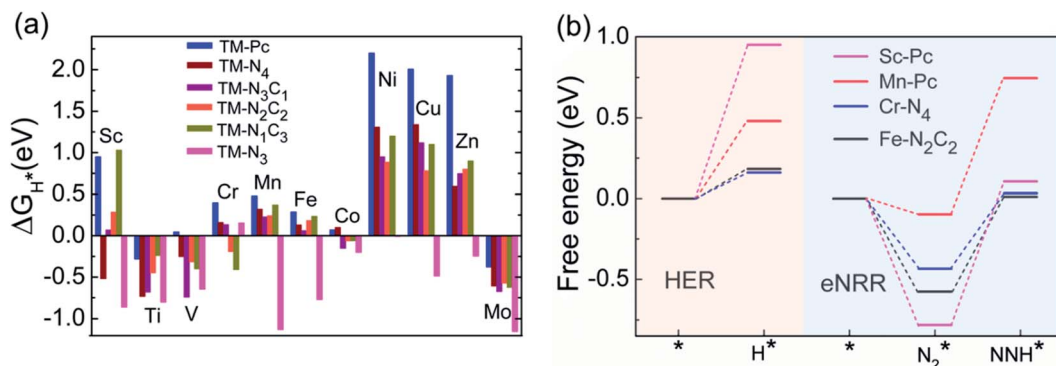 (a)
ΔG_H*(eV)
2.0
1.5
1.0
0.5
0.0
-0.5
-1.0
TM-Pc
TM-N₄
TM-N₃C₁
TM-N₂C₂
TM-N₁C₃
TM-N₃
Sc
Ti
V
Cr
Mn
Fe
Co
Ni
Cu
Zn
Mo
(b)
Free energy (eV)
1.0
0.5
0.0
-0.5
Sc-Pc
Mn-Pc
Cr-N₄
Fe-N₂C₂
HER
eNRR
* H* * N₂* NNH*